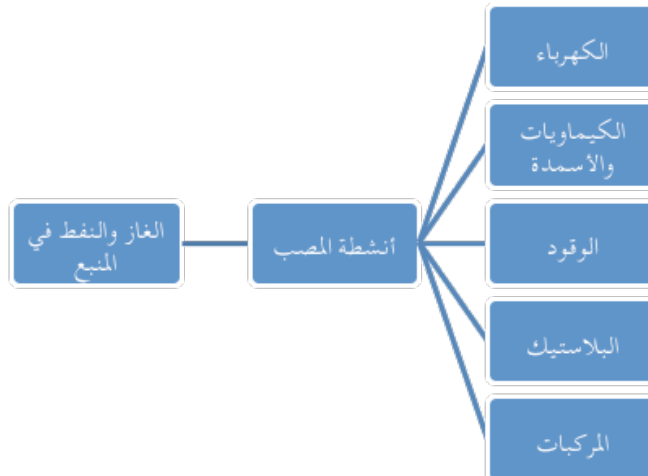 الغاز والنفط في
المنبع
أنشطة المصب
الكهرباء
الكيماويات
والأسمدة
الوقود
البلاستيك
المركبات